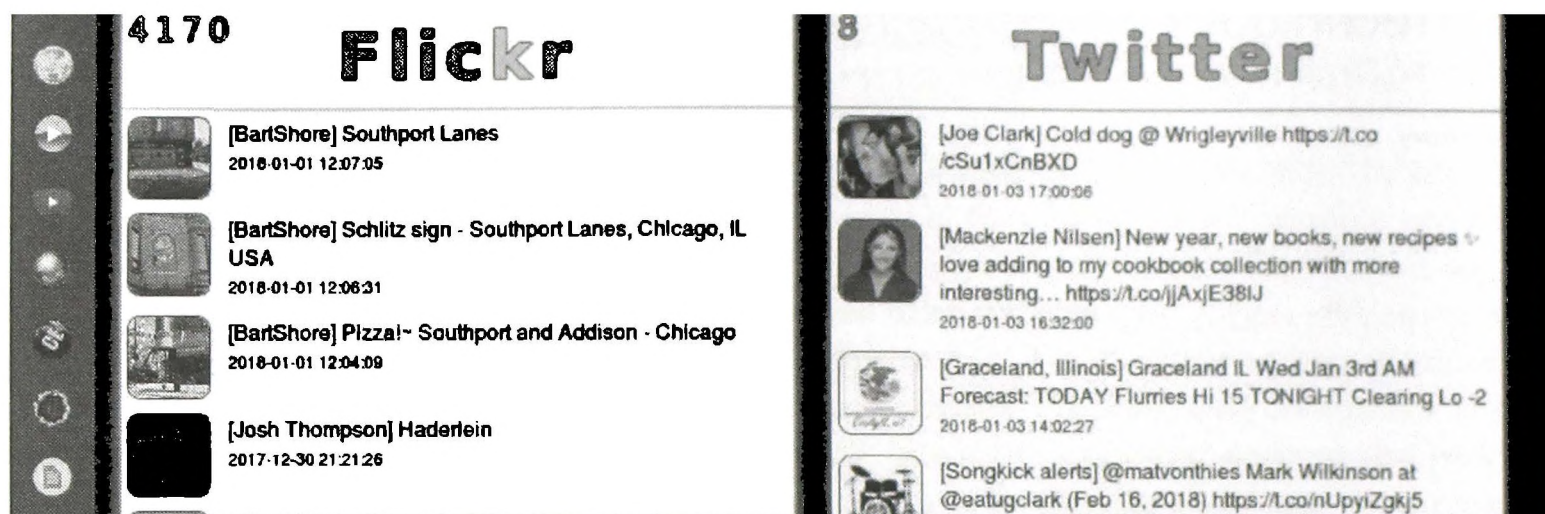 4170
Flickr
[BartShore] Southport Lanes
2018-01-01 12:07:05
[BartShore] Schlitz sign - Southport Lanes, Chicago, IL
USA
2018-01-01 12:06:31
[BartShore] Pizza!~ Southport and Addison - Chicago
2018-01-01 12:04:09
[Josh Thompson] Haderlein
2017-12-30 21:21:26
8
Twitter
[Joe Clark] Cold dog @ Wrigleyville https://t.co
/cSu1xCnBXD
2018-01-03 17:00:06
[Mackenzie Nilsen] New year, new books, new recipes ✨
love adding to my cookbook collection with more
interesting… https://t.co/jjAxjE38IJ
2018-01-03 16:32:00
[Graceland, Illinois] Graceland IL Wed Jan 3rd AM
Forecast: TODAY Flurries Hi 15 TONIGHT Clearing Lo -2
2018-01-03 14:02:27
[Songkick alerts] @matvonthies Mark Wilkinson at
@eatugclark (Feb 16, 2018) https://t.co/nUpyiZgkj5